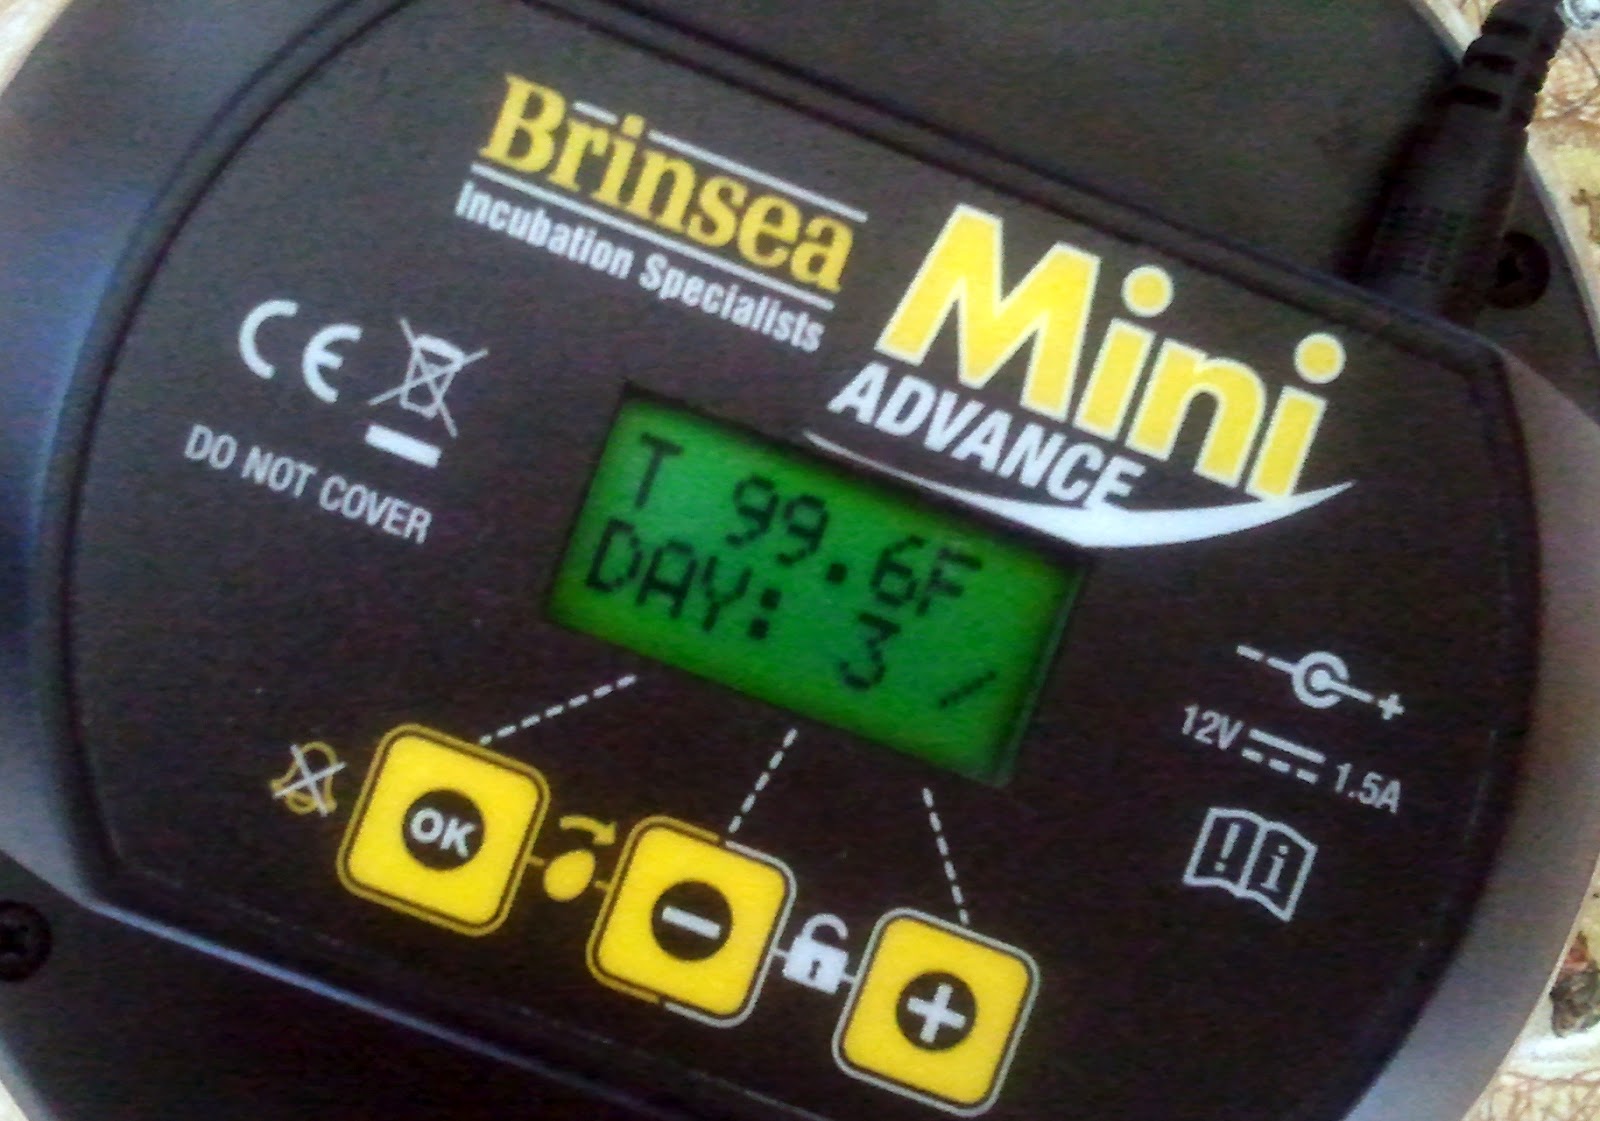 Brinsea
Incubation Specialists
Mini
ADVANCE
CE
DO NOT COVER
T 99.6F
DAY: 3 /
12V 1.5A
OK